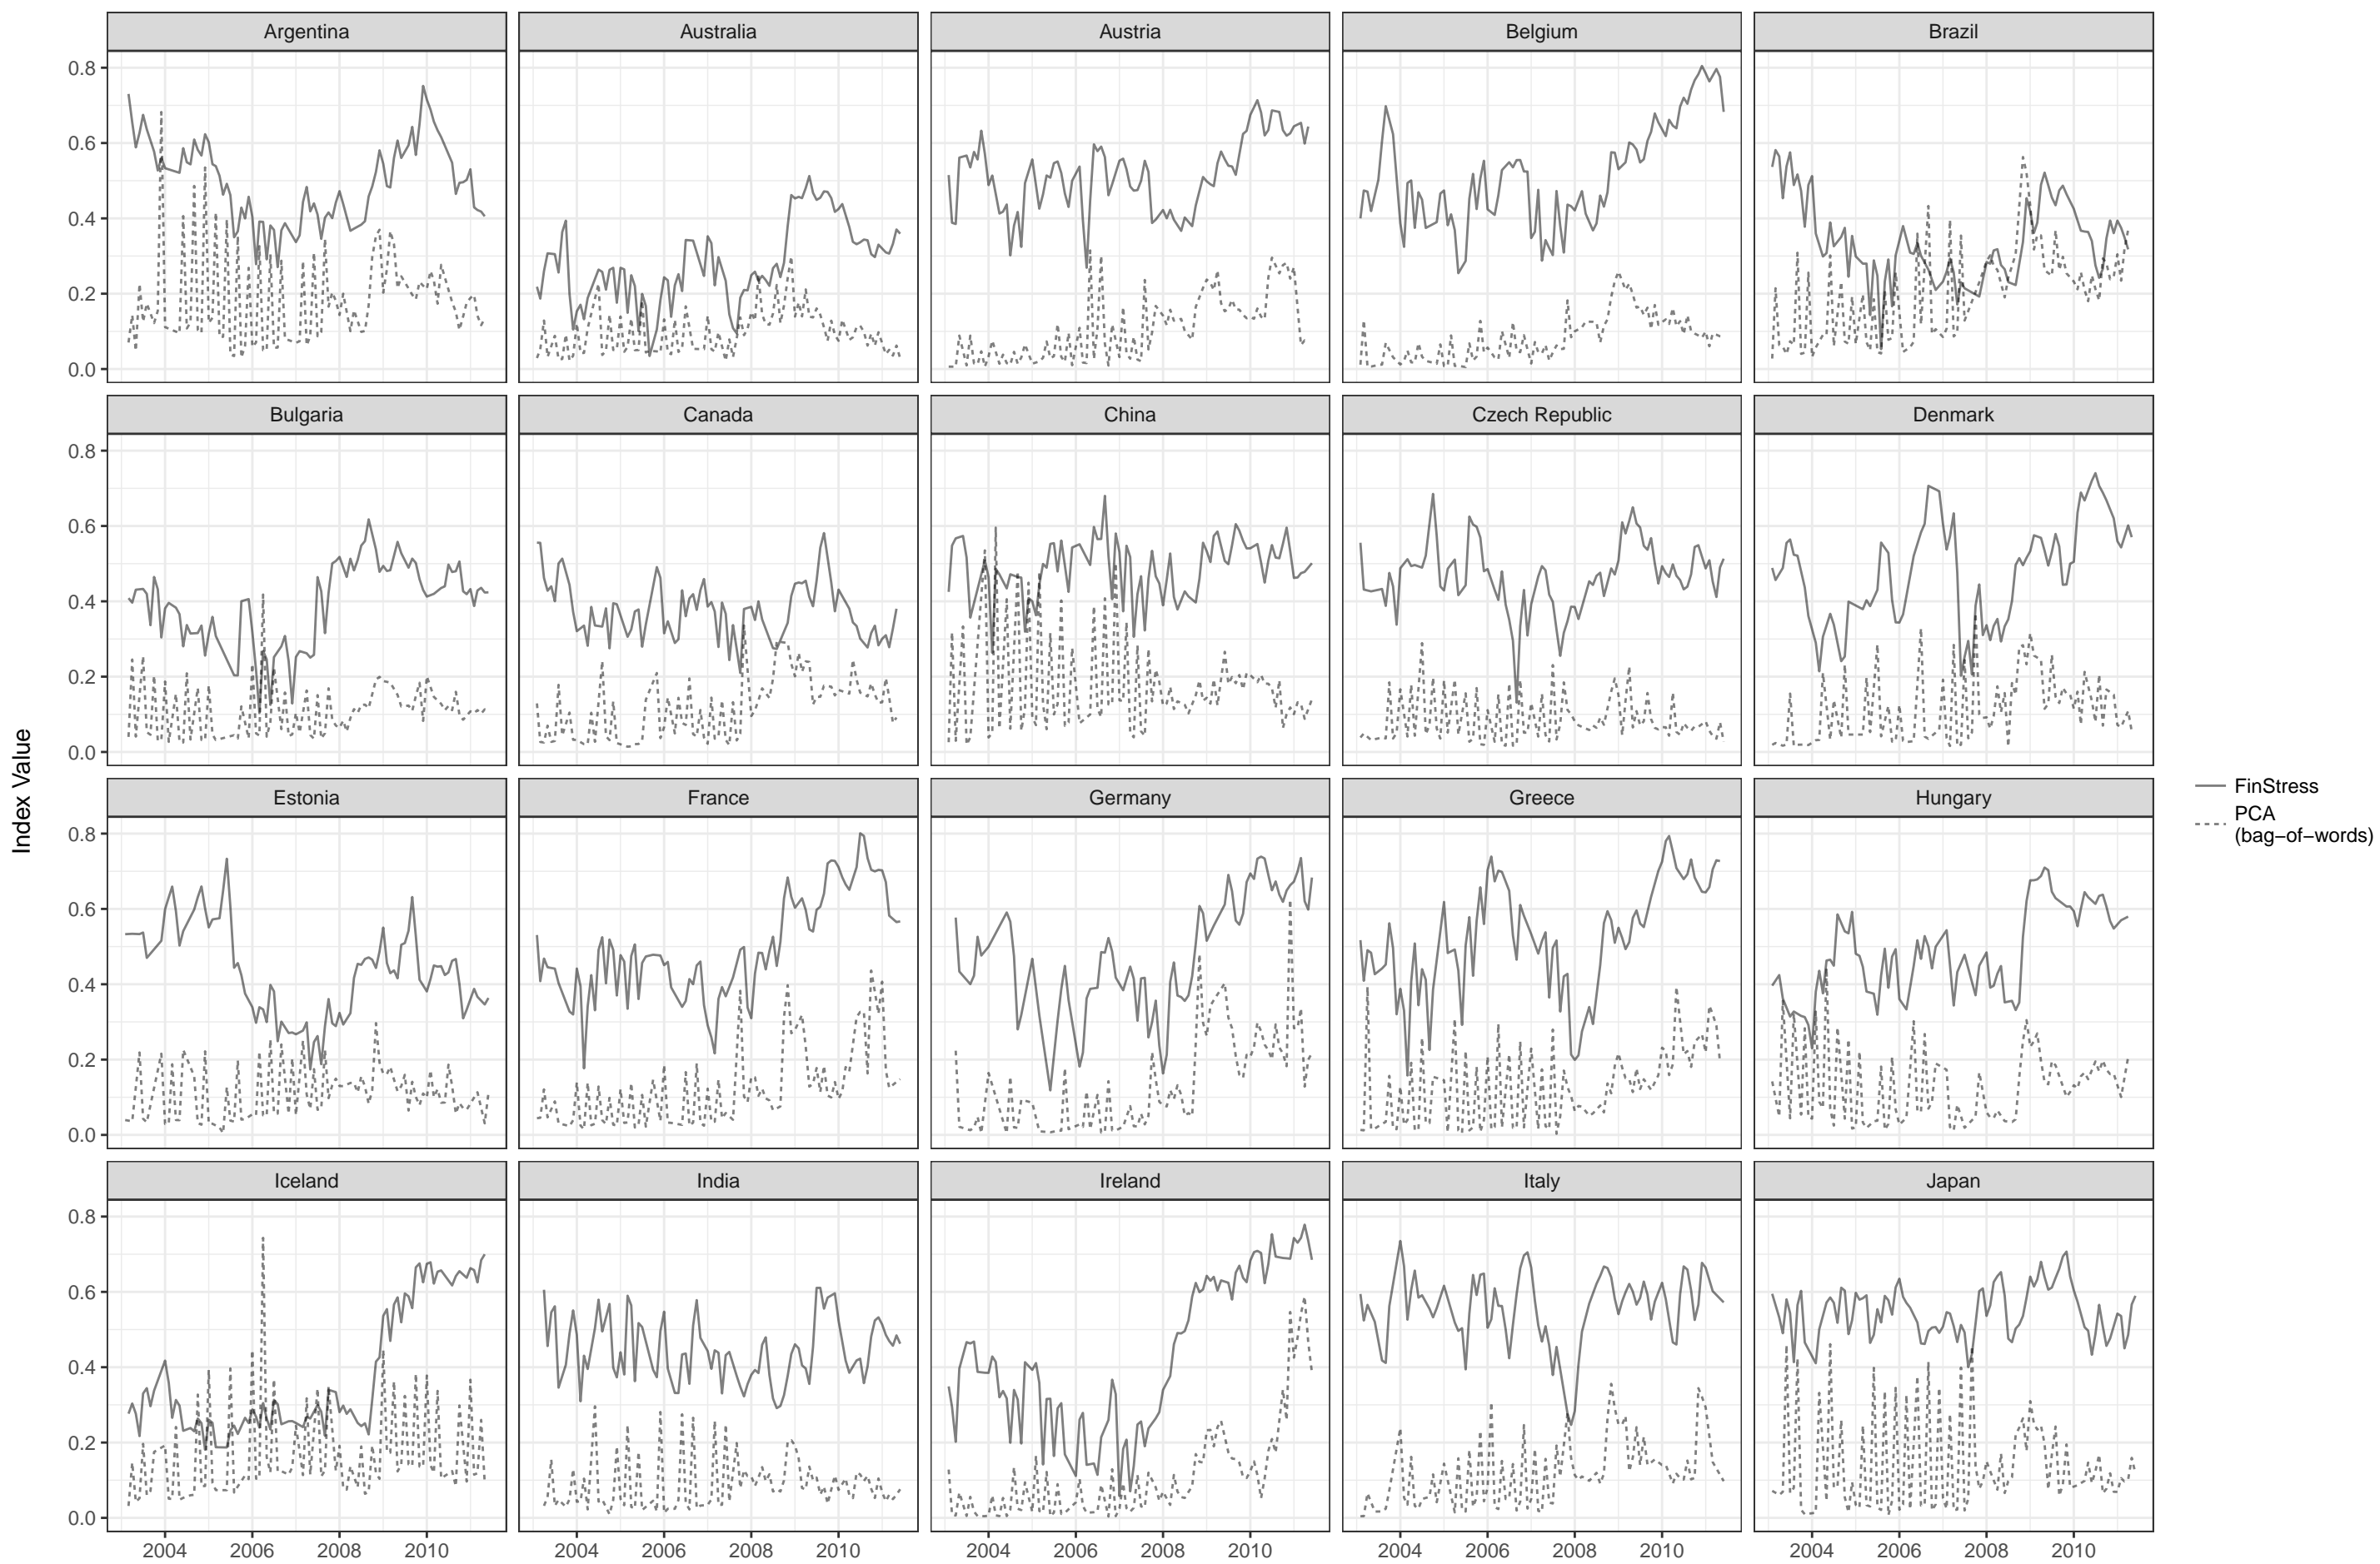 Argentina
Australia
Austria
Belgium
Brazil
0.8
0.6
0.4
0.2
0.0
Bulgaria
Canada
China
Czech Republic
Denmark
0.8
0.6
0.4
0.2
0.0
Estonia
France
Germany
Greece
Hungary
0.8
0.6
0.4
0.2
0.0
Iceland
India
Ireland
Italy
Japan
0.8
0.6
0.4
0.2
0.0
2004 2006 2008 2010
2004 2006 2008 2010
2004 2006 2008 2010
2004 2006 2008 2010
2004 2006 2008 2010
Index Value
FinStress
PCA
(bag−of−words)